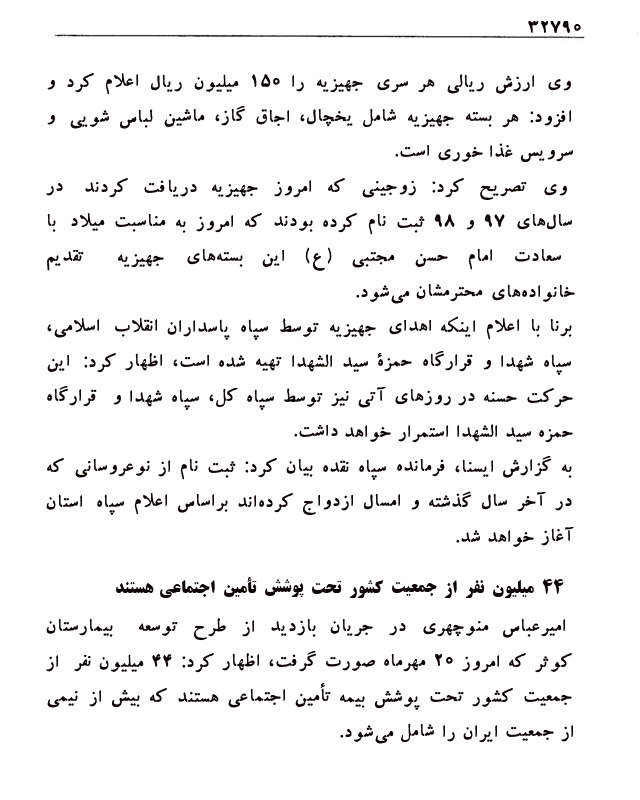 ۳۲۷۹۰
وی ارزش ریالی هر سری جهیزیه را ۱۵۰ میلیون ریال اعلام کرد و
افزود: هر بسته جهیزیه شامل یخچال، اجاق گاز، ماشین لباس شویی و
سرویس غذا خوری است.
وی تصریح کرد: زوجینی که امروز جهیزیه دریافت کردند در
سال‌های ۹۷ و ۹۸ ثبت نام کرده بودند که امروز به مناسبت میلاد با
سعادت امام حسن مجتبی (ع) این بسته‌های جهیزیه تقدیم
خانواده‌های محترمشان می‌شود.
برنا با اعلام اینکه اهدای جهیزیه توسط سپاه پاسداران انقلاب اسلامی،
سپاه شهدا و قرارگاه حمزۀ سید الشهدا تهیه شده است، اظهار کرد: این
حرکت حسنه در روزهای آتی نیز توسط سپاه کل، سپاه شهدا و قرارگاه
حمزه سید الشهدا استمرار خواهد داشت.
به گزارش ایسنا، فرمانده سپاه نقده بیان کرد: ثبت نام از نوعروسانی که
در آخر سال گذشته و امسال ازدواج کرده‌اند براساس اعلام سپاه استان
آغاز خواهد شد.
۴۴ میلیون نفر از جمعیت کشور تحت پوشش تأمین اجتماعی هستند
امیرعباس منوچهری در جریان بازدید از طرح توسعه بیمارستان
کوثر که امروز ۲۰ مهرماه صورت گرفت، اظهار کرد: ۴۴ میلیون نفر از
جمعیت کشور تحت پوشش بیمه تأمین اجتماعی هستند که بیش از نیمی
از جمعیت ایران را شامل می‌شود.